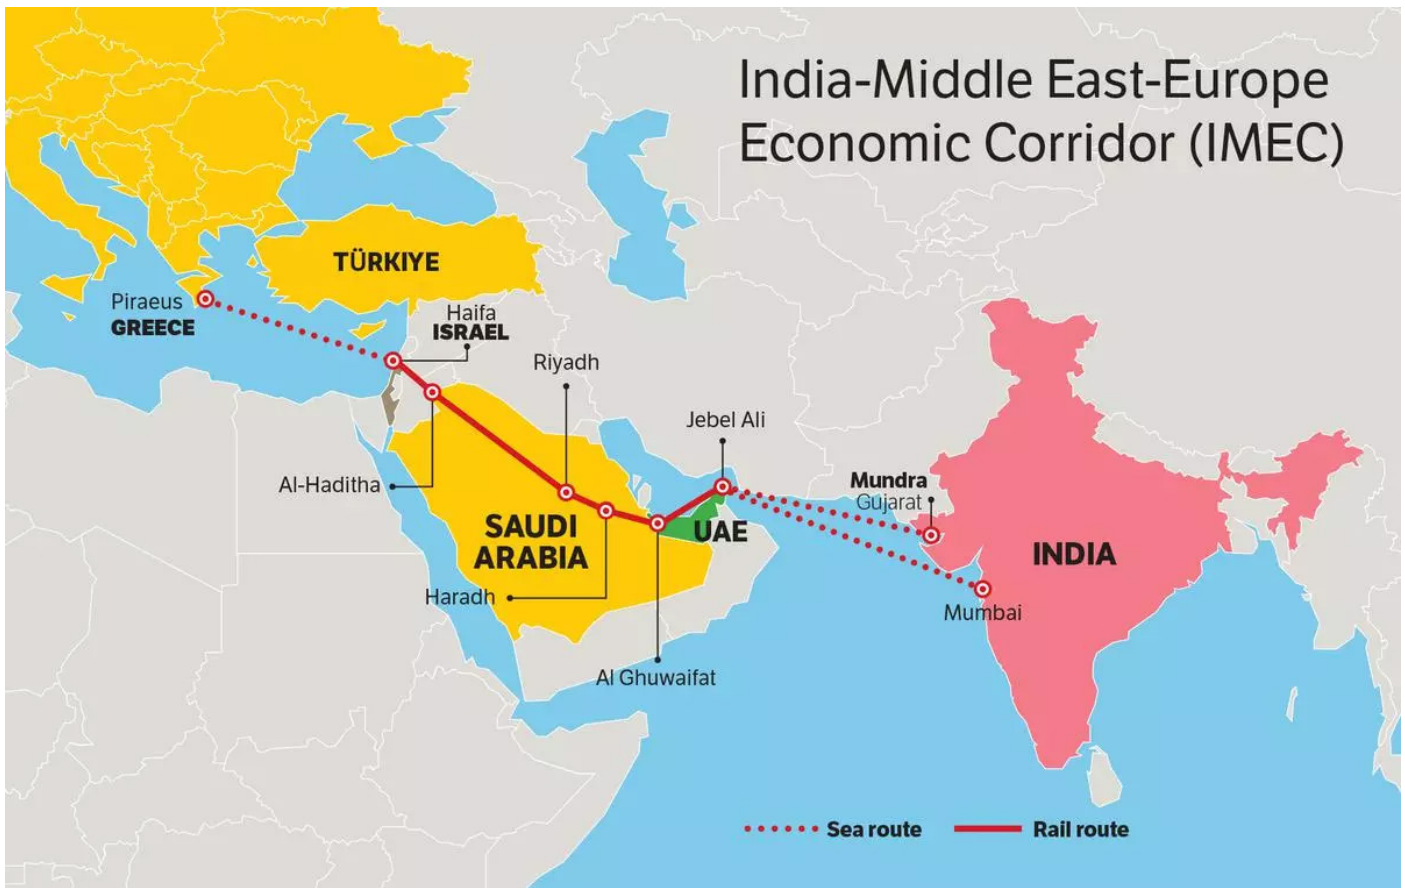 India-Middle East-Europe
Economic Corridor (IMEC)
TÜRKIYE
Piraeus
GREECE
Haifa
ISRAEL
Riyadh
Jebel Ali
Al-Haditha
Mundra
Gujarat
SAUDI
ARABIA
UAE
INDIA
Haradh
Mumbai
Al Ghuwaifat
Sea route
Rail route